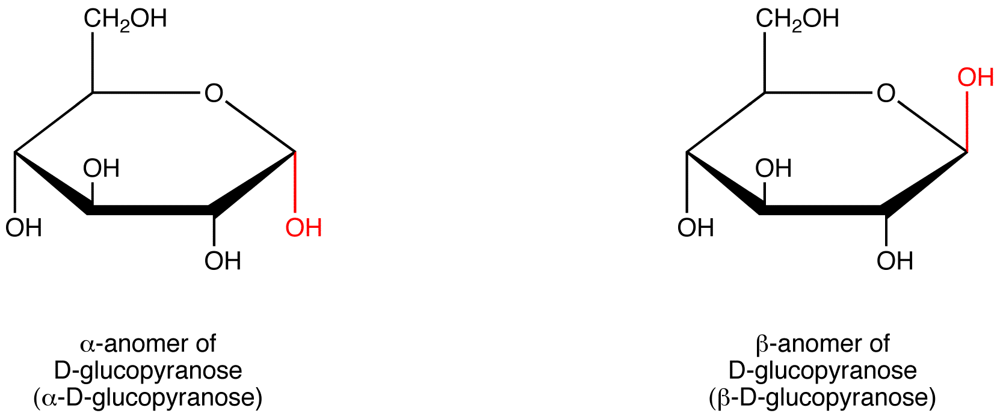 CH₂OH
O
OH
OH
OH
OH
α-anomer of
D-glucopyranose
(α-D-glucopyranose)
CH₂OH
OH
O
OH
OH
OH
β-anomer of
D-glucopyranose
(β-D-glucopyranose)